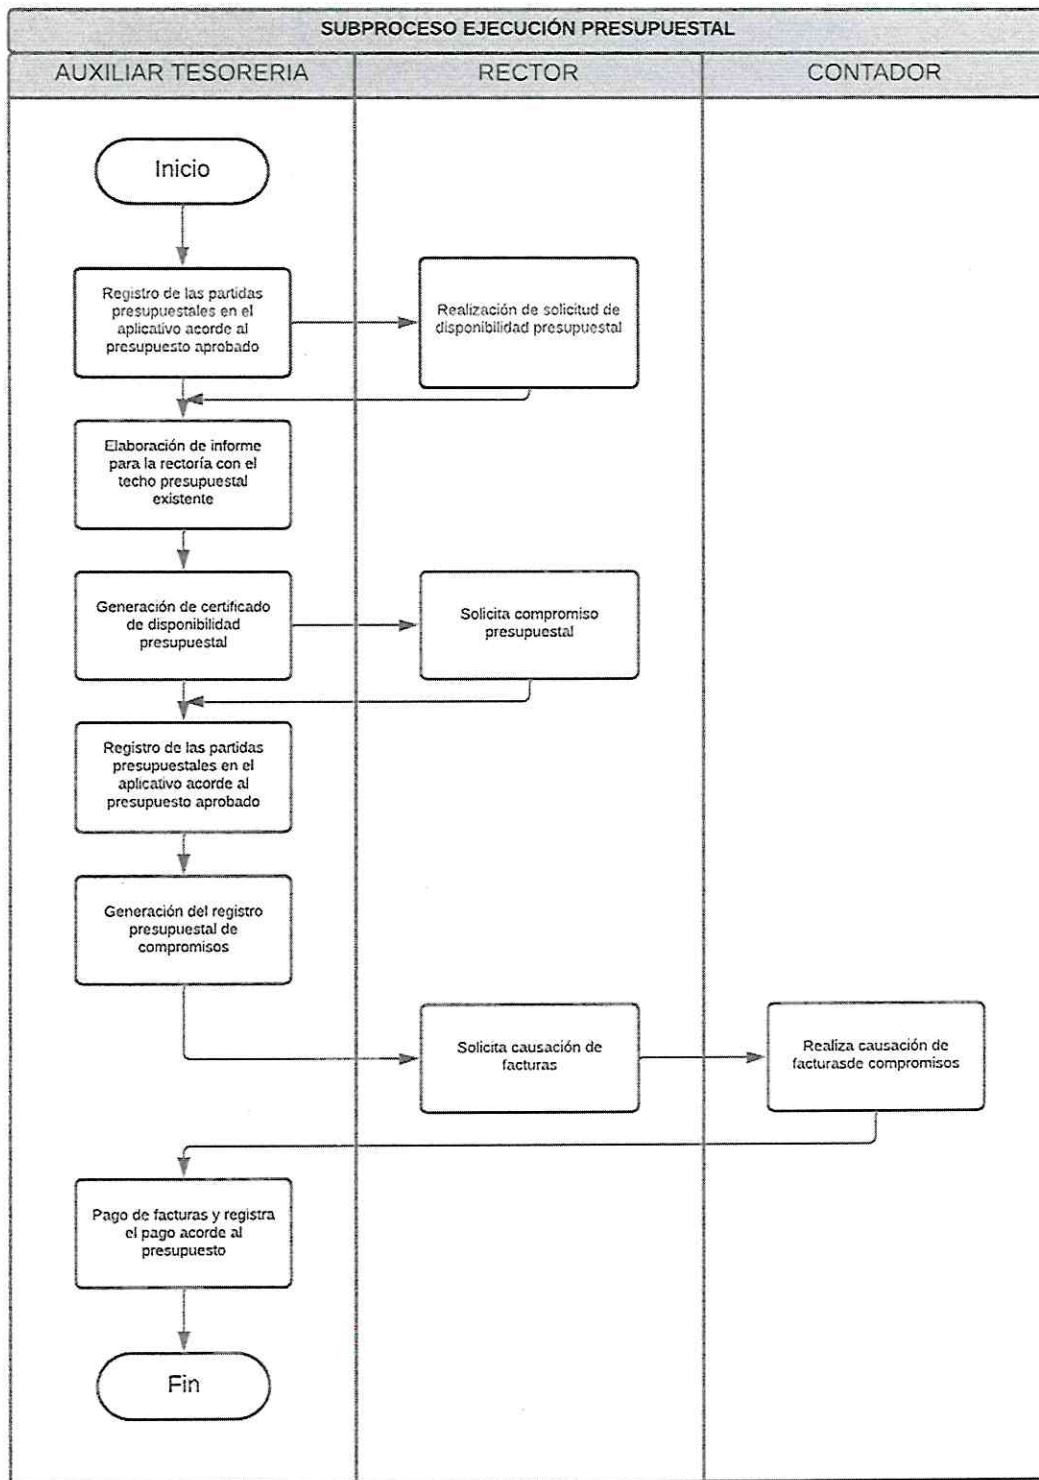 SUBPROCESO EJECUCIÓN PRESUPUESTAL
AUXILIAR TESORERIA
RECTOR
CONTADOR
Inicio
Registro de las partidas
presupuestales en el
aplicativo acorde al
presupuesto aprobado
Realización de solicitud de
disponibilidad presupuestal
Elaboración de informe
para la rectoría con el
techo presupuestal
existente
Generación de certificado
de disponibilidad
presupuestal
Solicita compromiso
presupuestal
Registro de las partidas
presupuestales en el
aplicativo acorde al
presupuesto aprobado
Generación del registro
presupuestal de
compromisos
Solicita causación de
facturas
Realiza causación de
facturasde compromisos
Pago de facturas y registra
el pago acorde al
presupuesto
Fin